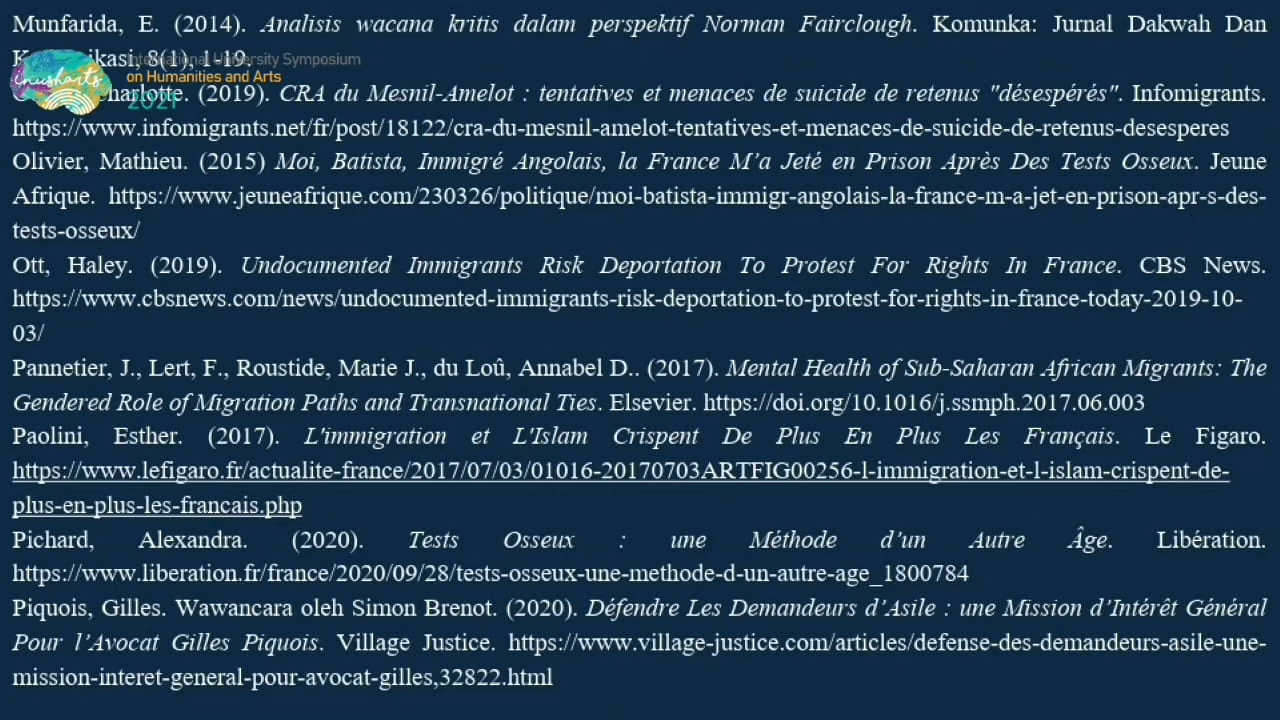 Munfarida, E. (2014). Analisis wacana kritis dalam perspektif Norman Fairclough. Komunka: Jurnal Dakwah Dan
8(1), 1-19.
International University Symposium
on Humanities and Arts
inusharts
2021
(2019). CRA du Mesnil-Amelot : tentatives et menaces de suicide de retenus "désespérés". Infomigrants.
https://www.infomigrants.net/fr/post/18122/cra-du-mesnil-amelot-tentatives-et-menaces-de-suicide-de-retenus-desesperes
Olivier, Mathieu. (2015) Moi, Batista, Immigré Angolais, la France M’a Jeté en Prison Après Des Tests Osseux. Jeune
Afrique. https://www.jeuneafrique.com/230326/politique/moi-batista-immigr-angolais-la-france-m-a-jet-en-prison-apr-s-des-
tests-osseux/
Ott, Haley. (2019). Undocumented Immigrants Risk Deportation To Protest For Rights In France. CBS News.
https://www.cbsnews.com/news/undocumented-immigrants-risk-deportation-to-protest-for-rights-in-france-today-2019-10-
03/
Pannetier, J., Lert, F., Roustide, Marie J., du Loû, Annabel D.. (2017). Mental Health of Sub-Saharan African Migrants: The
Gendered Role of Migration Paths and Transnational Ties. Elsevier. https://doi.org/10.1016/j.ssmph.2017.06.003
Paolini, Esther. (2017). L'immigration et L'Islam Crispent De Plus En Plus Les Français. Le Figaro.
https://www.lefigaro.fr/actualite-france/2017/07/03/01016-20170703ARTFIG00256-l-immigration-et-l-islam-crispent-de-
plus-en-plus-les-francais.php
Pichard, Alexandra. (2020). Tests Osseux : une Méthode d’un Autre Âge. Libération.
https://www.liberation.fr/france/2020/09/28/tests-osseux-une-methode-d-un-autre-age_1800784
Piquois, Gilles. Wawancara oleh Simon Brenot. (2020). Défendre Les Demandeurs d’Asile : une Mission d’Intérêt Général
Pour l’Avocat Gilles Piquois. Village Justice. https://www.village-justice.com/articles/defense-des-demandeurs-asile-une-
mission-interet-general-pour-avocat-gilles,32822.html